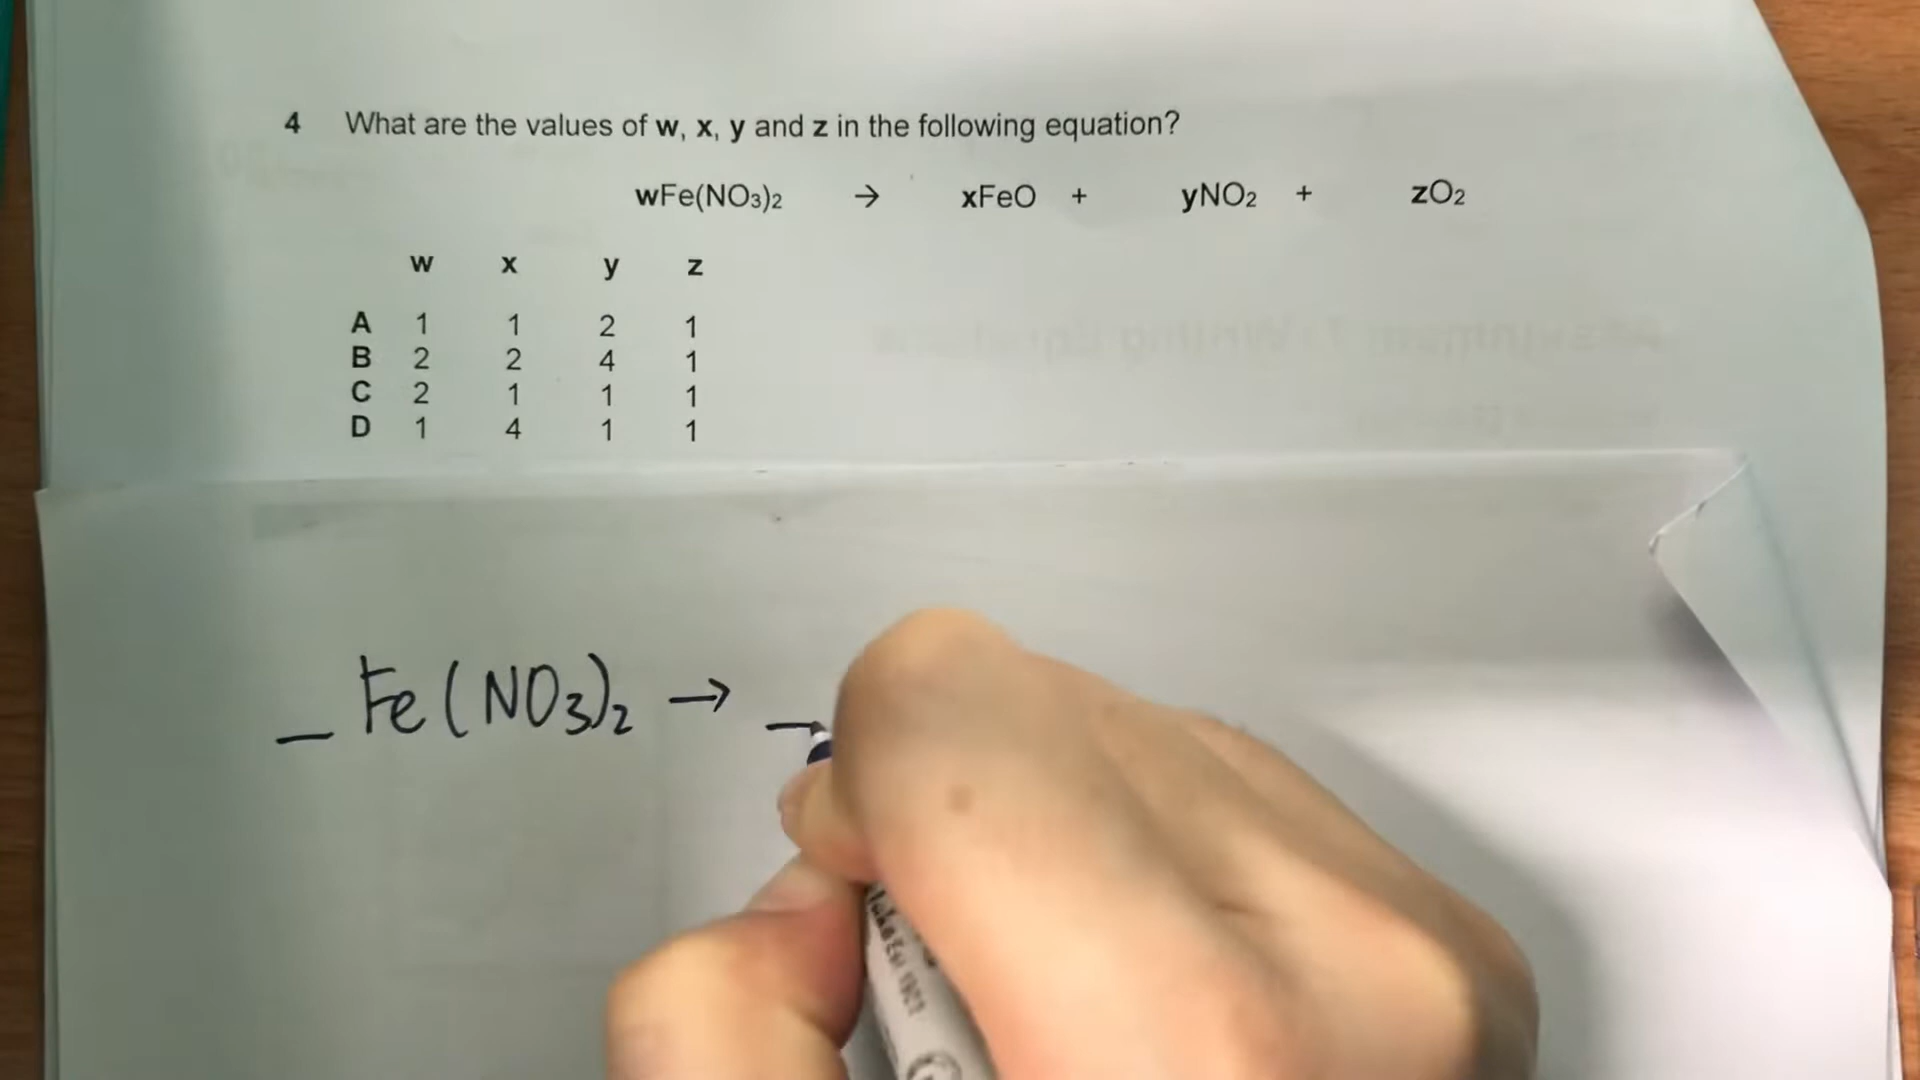 4 What are the values of w, x, y and z in the following equation?
wFe(NO₃)₂ → xFeO + yNO₂ + zO₂
w x y z
A 1 1 2 1
B 2 2 4 1
C 2 1 1 1
D 1 4 1 1
_ Fe(NO₃)₂ → _